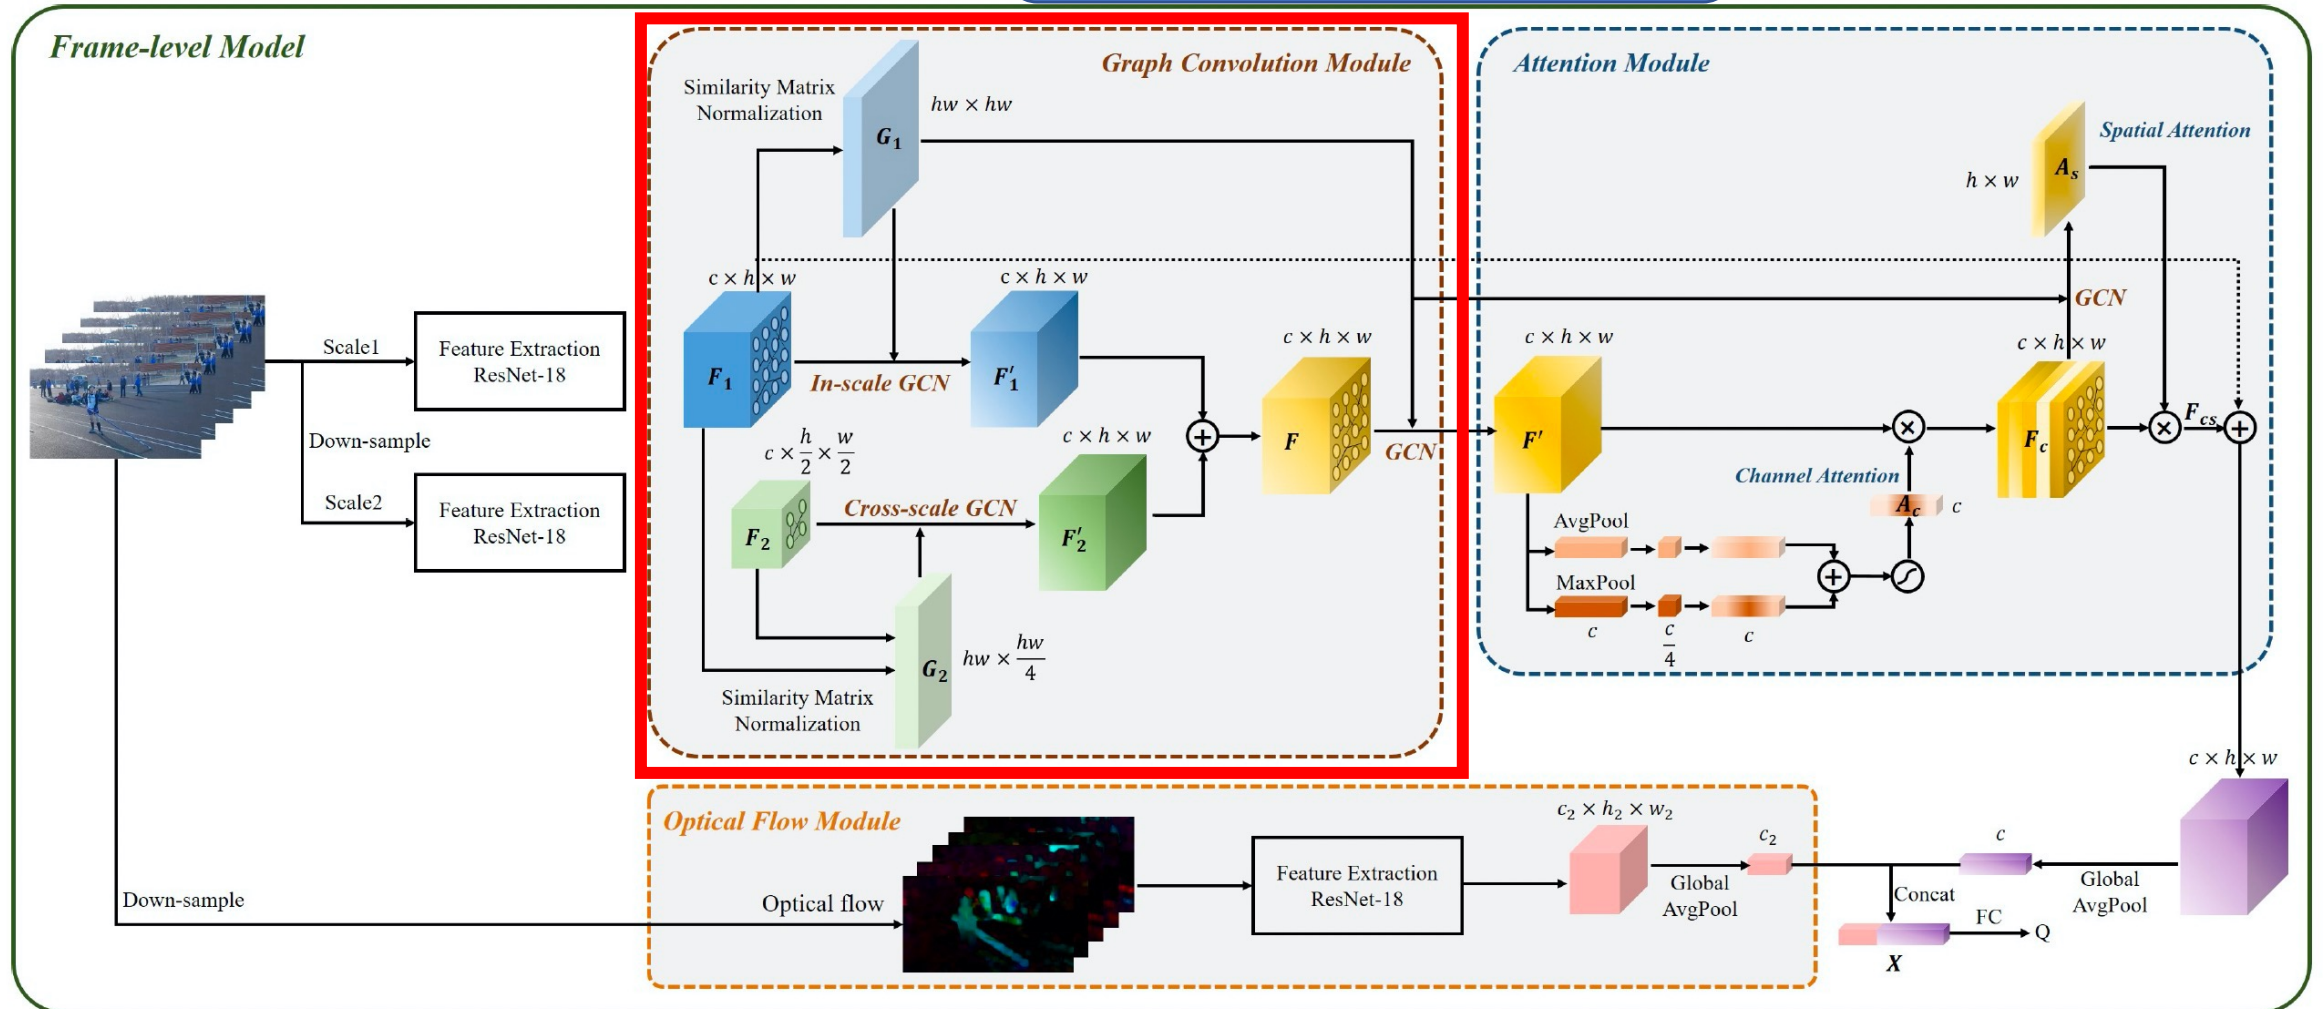 Frame-level Model
Graph Convolution Module
Attention Module
Similarity Matrix
Normalization
hw × hw
G₁
Spatial Attention
Aₛ
h × w
c × h × w
c × h × w
GCN
Scale1
Feature Extraction
ResNet-18
F₁
In-scale GCN
F′₁
c × h × w
c × h × w
c × h × w
Down-sample
c × h/2 × w/2
c × h × w
F
GCN
F′
F_c
F_cs
Channel Attention
A_c
c
Scale2
Feature Extraction
ResNet-18
F₂
Cross-scale GCN
F′₂
AvgPool
MaxPool
c
c/4
c
G₂
hw × hw/4
Similarity Matrix
Normalization
c × h × w
Optical Flow Module
c₂ × h₂ × w₂
c₂
c
Down-sample
Optical flow
Feature Extraction
ResNet-18
Global
AvgPool
Concat
Global
AvgPool
FC
Q
X